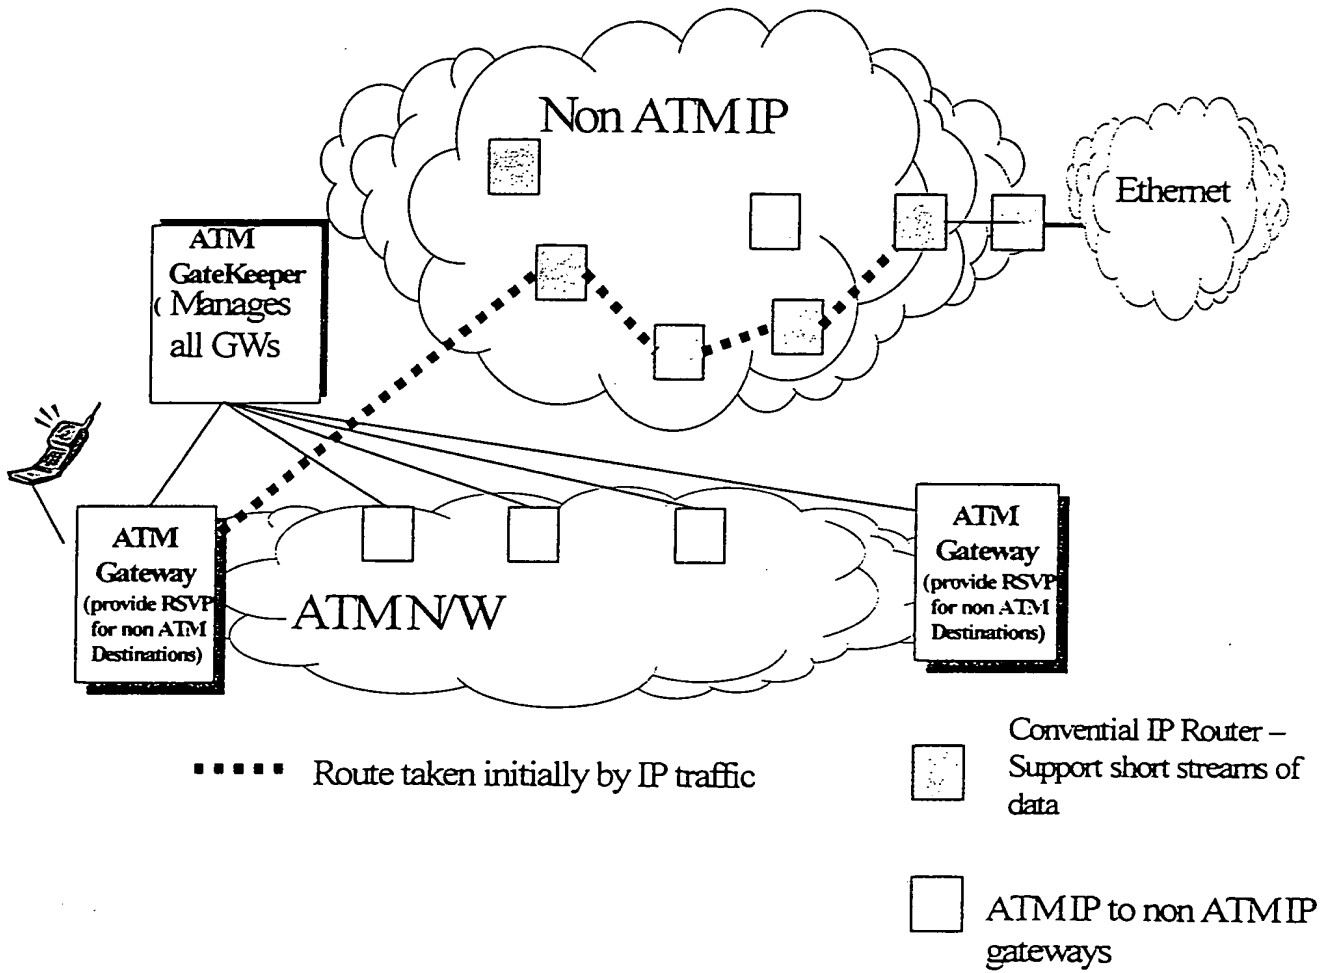 Non ATM IP
Ethernet
ATM
GateKeeper
( Manages
all GWs
ATM
Gateway
(provide RSVP
for non ATM
Destinations)
ATM N/W
ATM
Gateway
(provide RSVP
for non ATM
Destinations)
Route taken initially by IP traffic
Convential IP Router –
Support short streams of
data
ATM IP to non ATM IP
gateways